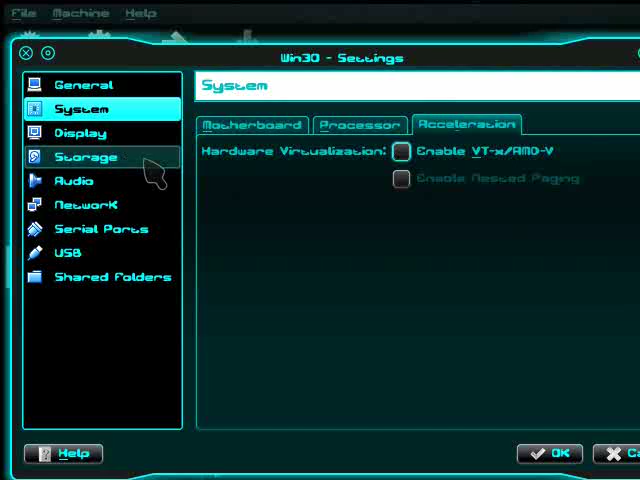 File Machine Help
Win30 - Settings
General
System
Display
Storage
Audio
Network
Serial Ports
USB
Shared Folders
System
Motherboard Processor Acceleration
Hardware Virtualization: Enable VT-x/AMD-V
Enable Nested Paging
Help OK